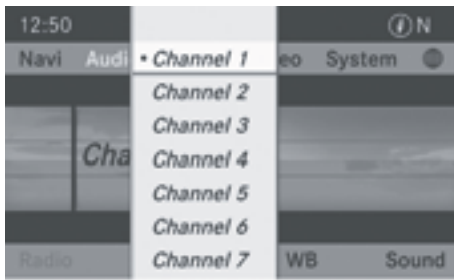 12:50 N
Navi Audi • Channel 1 eo System
Channel 2
Channel 3
Cha Channel 4
Channel 5
Channel 6
Radio Channel 7 WB Sound